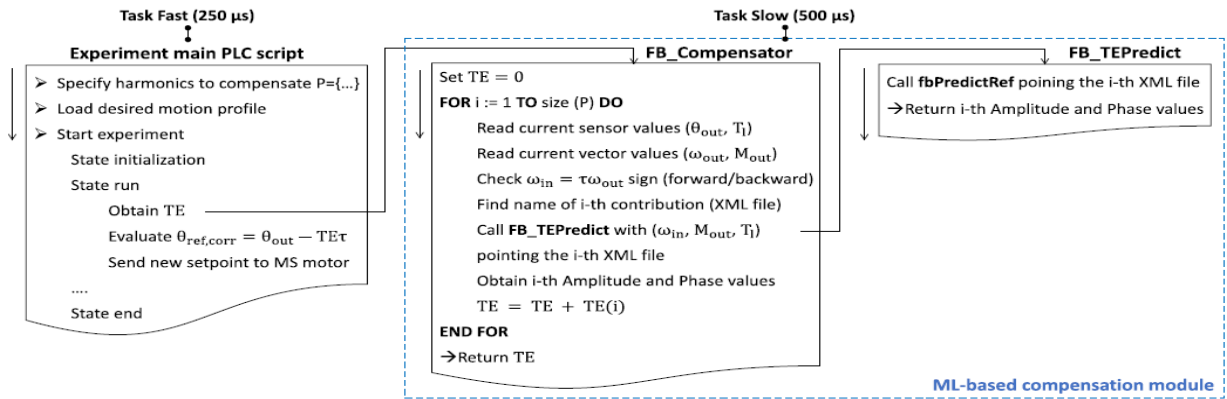 Task Fast (250 µs)
Experiment main PLC script
➢ Specify harmonics to compensate P={...}
➢ Load desired motion profile
➢ Start experiment
State initialization
State run
Obtain TE
Evaluate θref,corr = θout − TEτ
Send new setpoint to MS motor
....
State end
Task Slow (500 µs)
FB_Compensator
Set TE = 0
FOR i := 1 TO size (P) DO
Read current sensor values (θout, Tl)
Read current vector values (ωout, Mout)
Check ωin = τωout sign (forward/backward)
Find name of i-th contribution (XML file)
Call FB_TEPredict with (ωin, Mout, Tl)
pointing the i-th XML file
Obtain i-th Amplitude and Phase values
TE = TE + TE(i)
END FOR
→Return TE
FB_TEPredict
Call fbPredictRef poining the i-th XML file
→Return i-th Amplitude and Phase values
ML-based compensation module